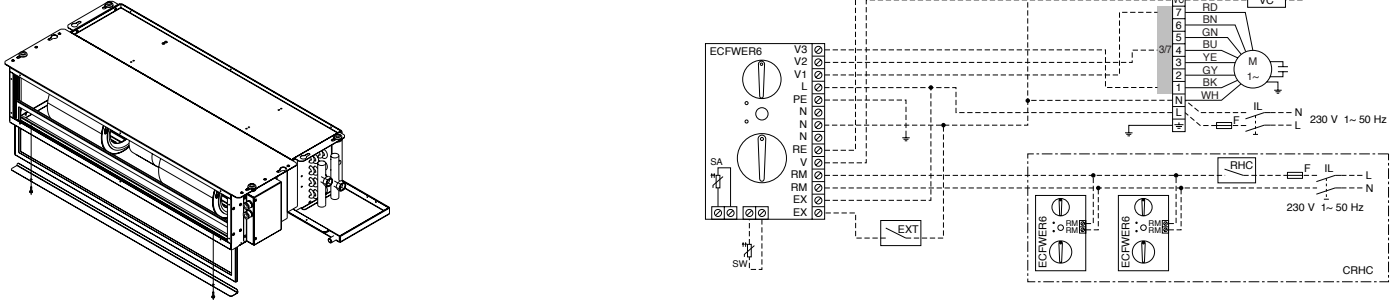 VC
7 RD
6 BN
5 GN
3/7 4 BU
3 YE
2 GY
1 BK
N WH
L
M
1~
IL
N
F
L
230 V 1~ 50 Hz
ECFWER6
V3
V2
V1
L
PE
N
N
N
RE
V
RM
RM
EX
EX
SA
SW
EXT
RHC
F IL
L
N
230 V 1~ 50 Hz
ECFWER6
RM
RM
ECFWER6
RM
RM
CRHC